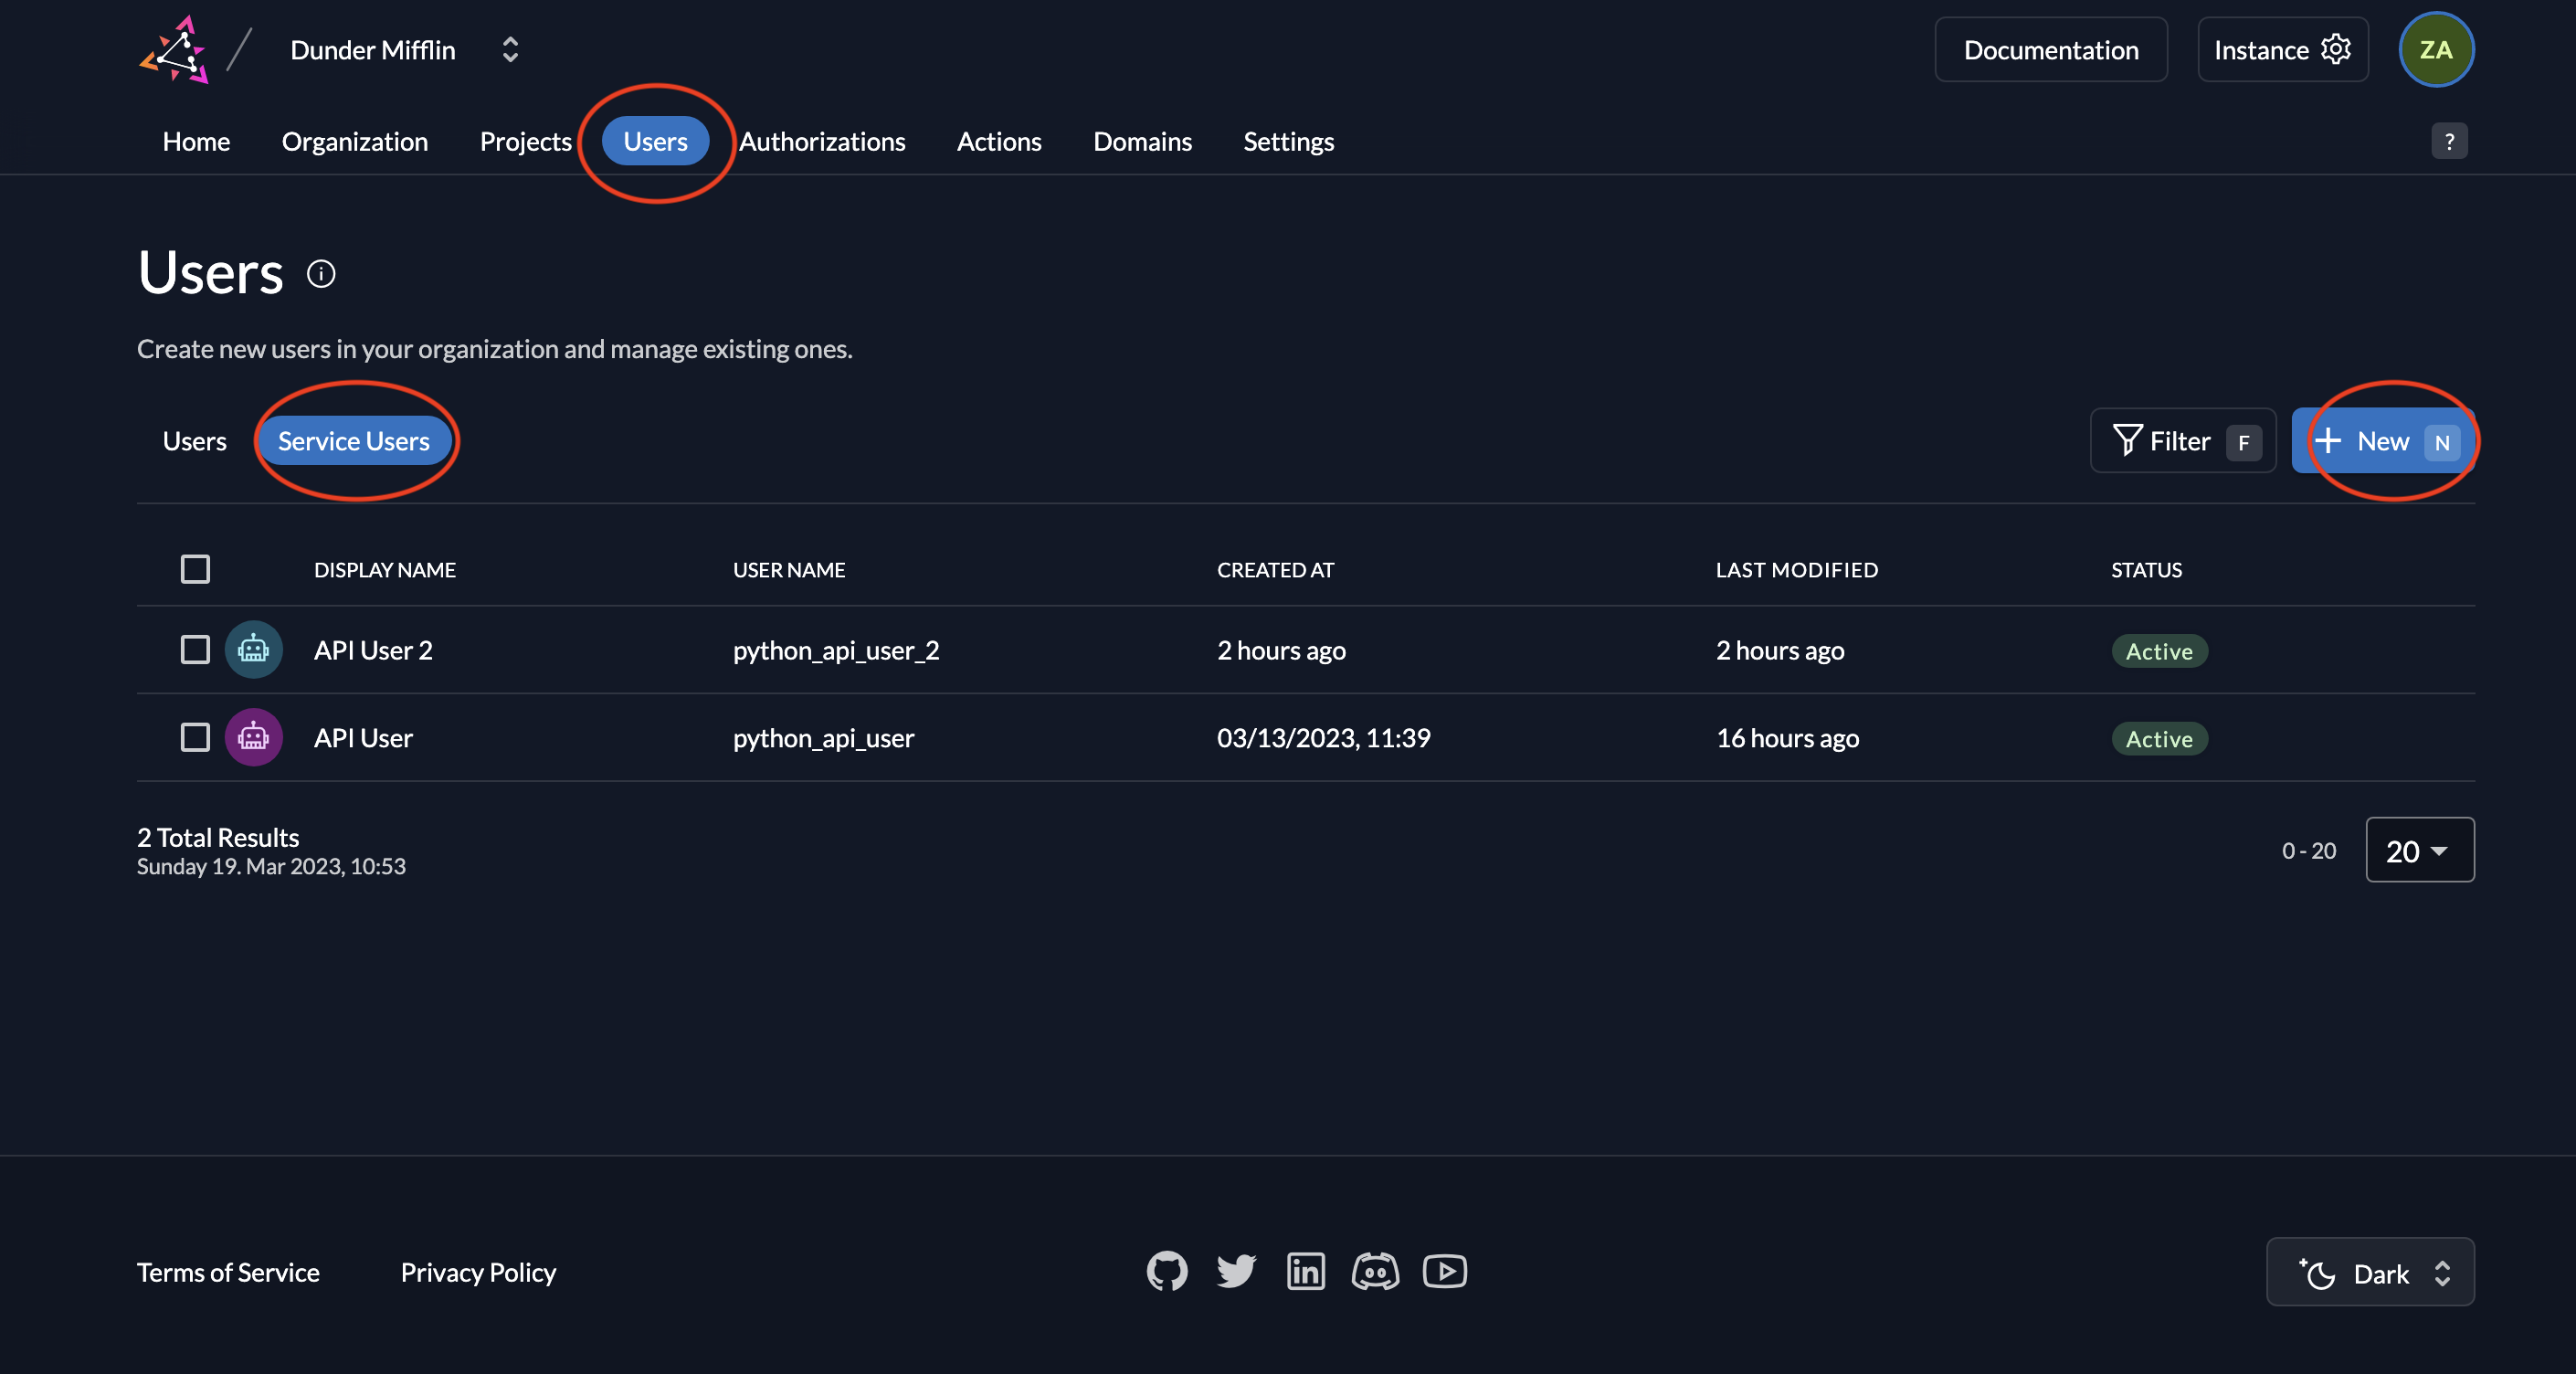 Dunder Mifflin Documentation Instance ZA
Home Organization Projects Users Authorizations Actions Domains Settings ?
Users
Create new users in your organization and manage existing ones.
Users Service Users Filter F New N
DISPLAY NAME USER NAME CREATED AT LAST MODIFIED STATUS
API User 2 python_api_user_2 2 hours ago 2 hours ago Active
API User python_api_user 03/13/2023, 11:39 16 hours ago Active
2 Total Results
Sunday 19. Mar 2023, 10:53
0 - 20 20
Terms of Service Privacy Policy Dark